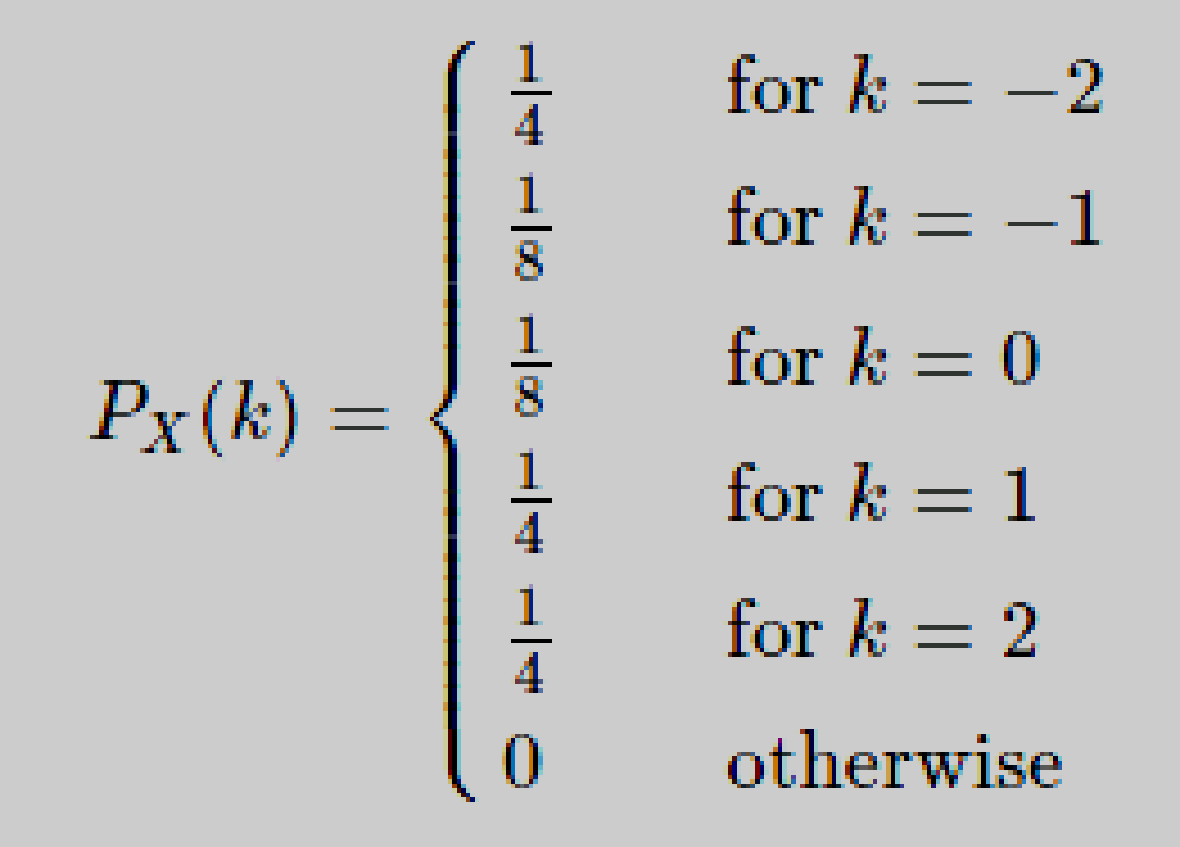 1/4 for k = −2
1/8 for k = −1
1/8 for k = 0
P_X(k) = {
1/4 for k = 1
1/4 for k = 2
0 otherwise